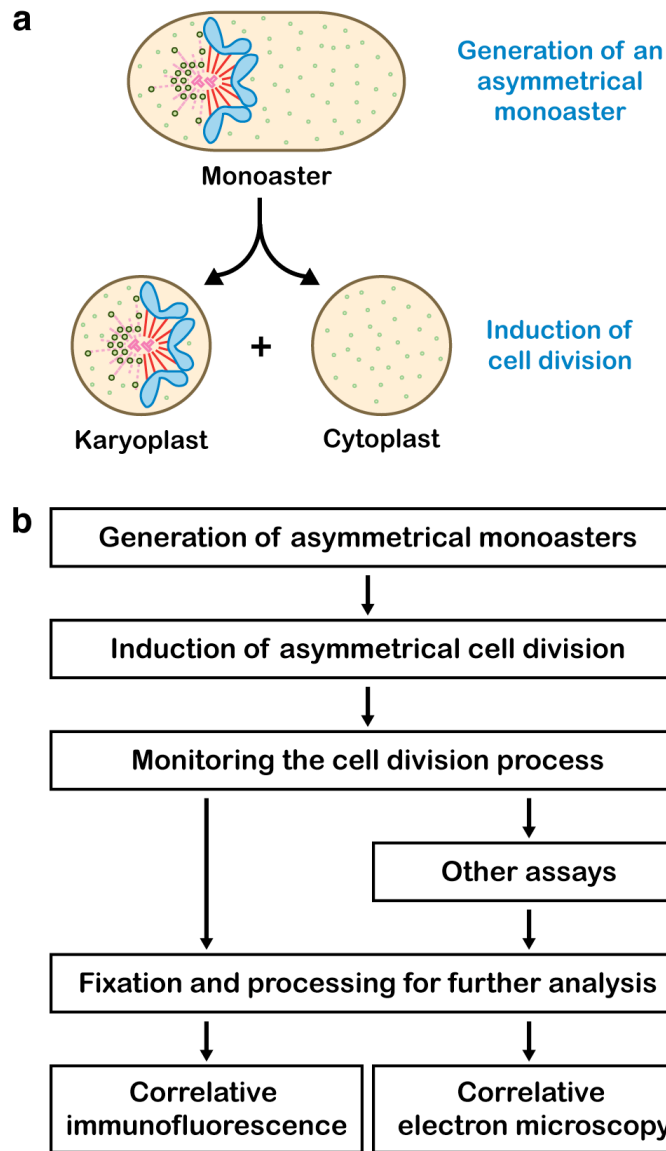 a
Generation of an
asymmetrical
monoaster
Monoaster
Induction of
cell division
+
Karyoplast
Cytoplast
b
Generation of asymmetrical monoasters
Induction of asymmetrical cell division
Monitoring the cell division process
Other assays
Fixation and processing for further analysis
Correlative
immunofluorescence
Correlative
electron microscopy